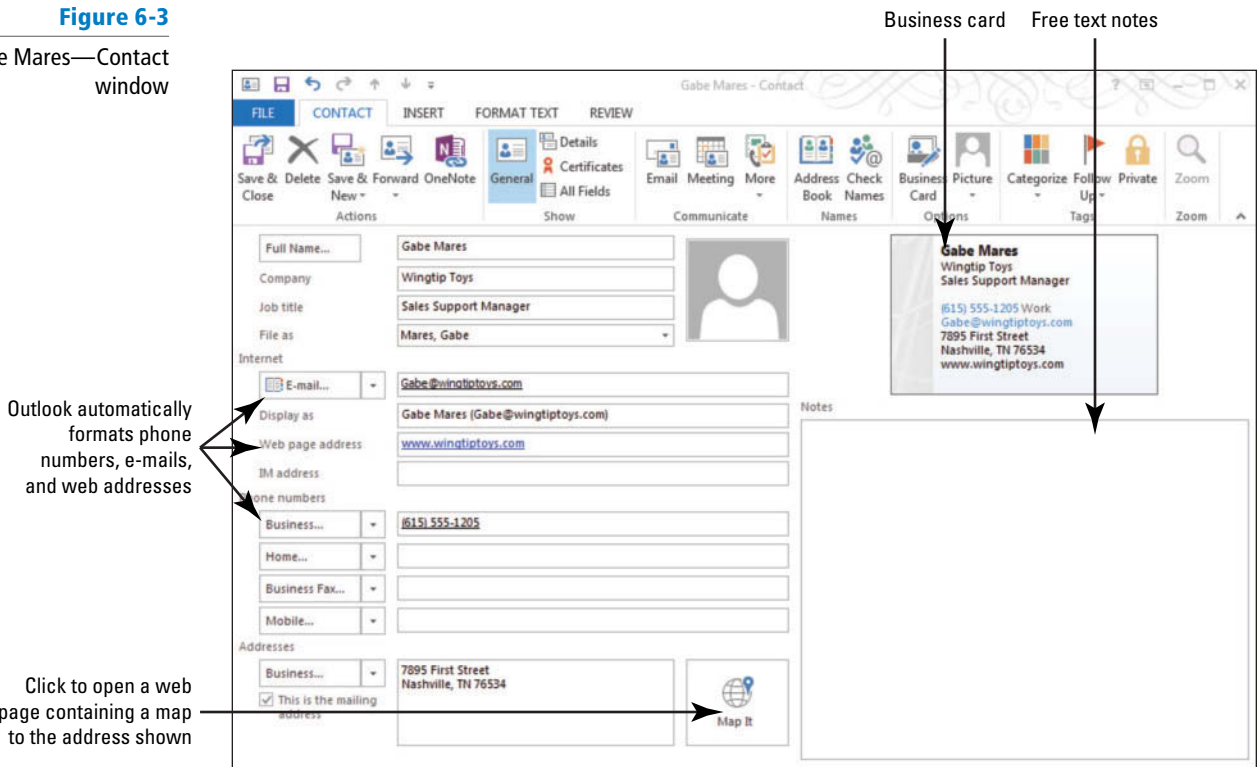 Figure 6-3
e Mares—Contact
window
Business card
Free text notes
Gabe Mares - Contact
FILE CONTACT INSERT FORMAT TEXT REVIEW
Save & Close
Delete
Save & New
Forward
OneNote
Actions
General
Details
Certificates
All Fields
Show
Email
Meeting
More
Communicate
Address Book
Check Names
Names
Business Card
Picture
Options
Categorize
Follow Up
Private
Tags
Zoom
Zoom
Full Name... Gabe Mares
Company Wingtip Toys
Job title Sales Support Manager
File as Mares, Gabe
Internet
E-mail... Gabe@wingtiptoys.com
Display as Gabe Mares (Gabe@wingtiptoys.com)
Web page address www.wingtiptoys.com
IM address
one numbers
Business... (615) 555-1205
Home...
Business Fax...
Mobile...
Addresses
Business... 7895 First Street
Nashville, TN 76534
This is the mailing
address
Map It
Gabe Mares
Wingtip Toys
Sales Support Manager
(615) 555-1205 Work
Gabe@wingtiptoys.com
7895 First Street
Nashville, TN 76534
www.wingtiptoys.com
Notes
Outlook automatically
formats phone
numbers, e-mails,
and web addresses
Click to open a web
page containing a map
to the address shown